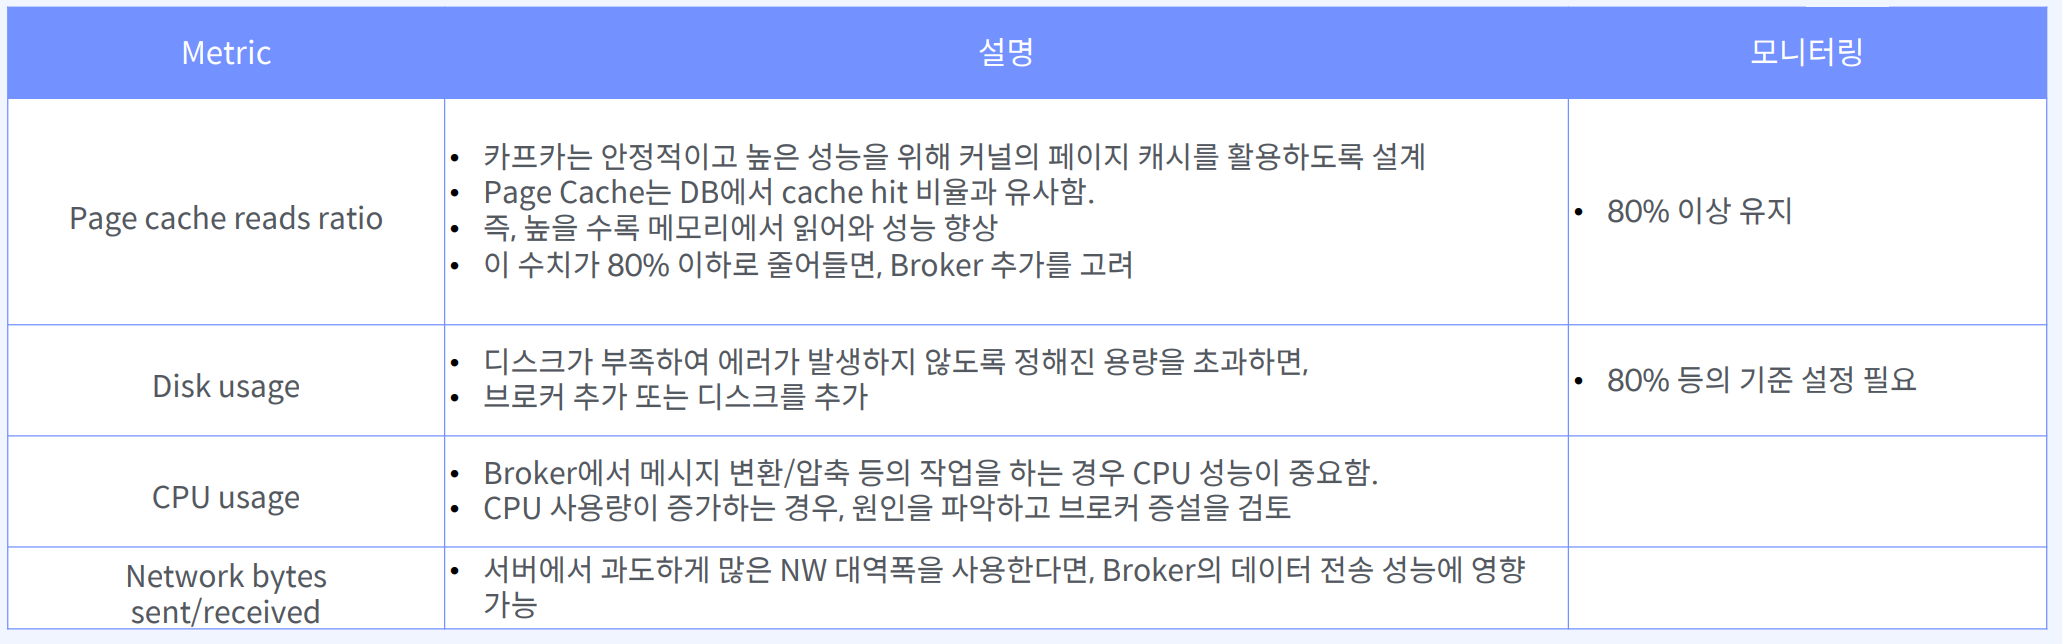 Metric
설명
모니터링
Page cache reads ratio
• 카프카는 안정적이고 높은 성능을 위해 커널의 페이지 캐시를 활용하도록 설계
• Page Cache는 DB에서 cache hit 비율과 유사함.
• 즉, 높을 수록 메모리에서 읽어와 성능 향상
• 이 수치가 80% 이하로 줄어들면, Broker 추가를 고려
• 80% 이상 유지
Disk usage
• 디스크가 부족하여 에러가 발생하지 않도록 정해진 용량을 초과하면,
• 브로커 추가 또는 디스크를 추가
• 80% 등의 기준 설정 필요
CPU usage
• Broker에서 메시지 변환/압축 등의 작업을 하는 경우 CPU 성능이 중요함.
• CPU 사용량이 증가하는 경우, 원인을 파악하고 브로커 증설을 검토
Network bytes
sent/received
• 서버에서 과도하게 많은 NW 대역폭을 사용한다면, Broker의 데이터 전송 성능에 영향
가능